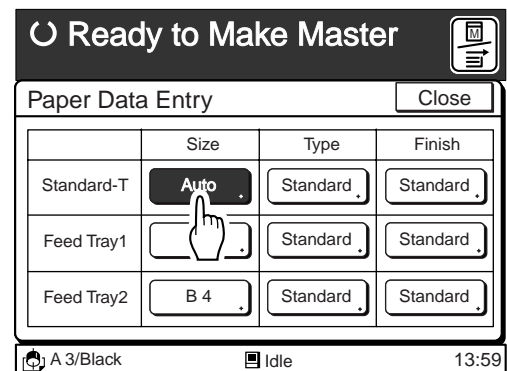 Ready to Make Master
M
Paper Data Entry Close
Size Type Finish
Standard-T Auto Standard Standard
Feed Tray1 Standard Standard
Feed Tray2 B 4 Standard Standard
A 3/Black Idle 13:59